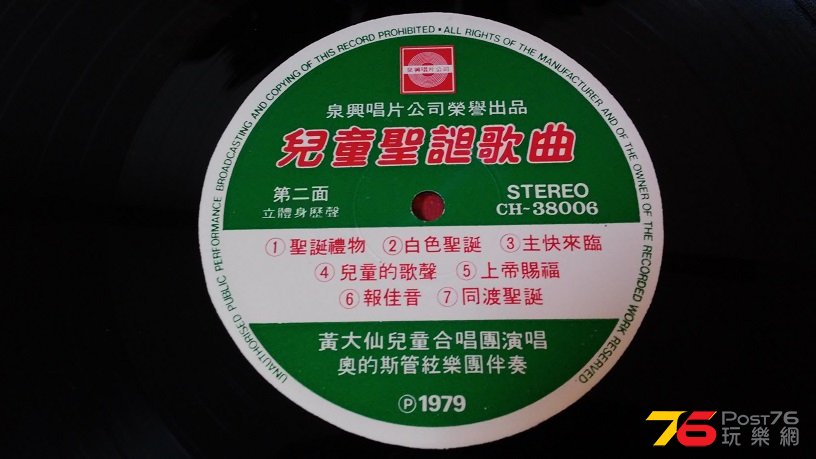 UNAUTHORISED PUBLIC PERFORMANCE BROADCASTING AND COPYING OF THIS RECORD PROHIBITED • ALL RIGHTS OF THE MANUFACTURER AND OF THE OWNER OF THE RECORDED WORK RESERVED.
泉興唱片公司
泉興唱片公司榮譽出品
兒童聖誕歌曲
第二面
立體身歷聲
STEREO
CH-38006
①聖誕禮物 ②白色聖誕 ③主快來臨
④兒童的歌聲 ⑤上帝賜福
⑥報佳音 ⑦同渡聖誕
黃大仙兒童合唱團演唱
奧的斯管絃樂團伴奏
Ⓟ1979
76 Post76
玩樂網